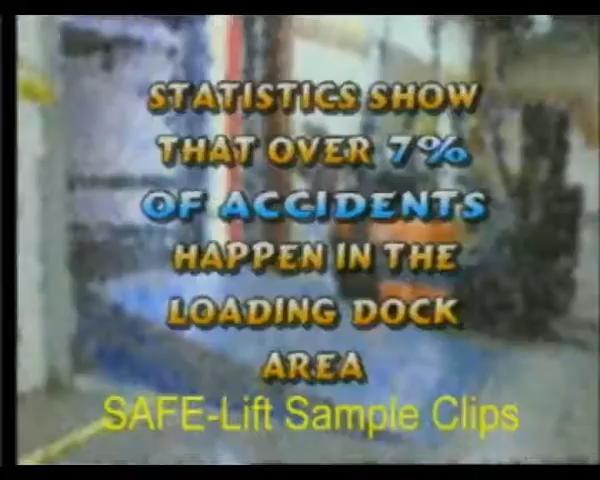 STATISTICS SHOW
THAT OVER 7%
OF ACCIDENTS
HAPPEN IN THE
LOADING DOCK
AREA
SAFE-Lift Sample Clips